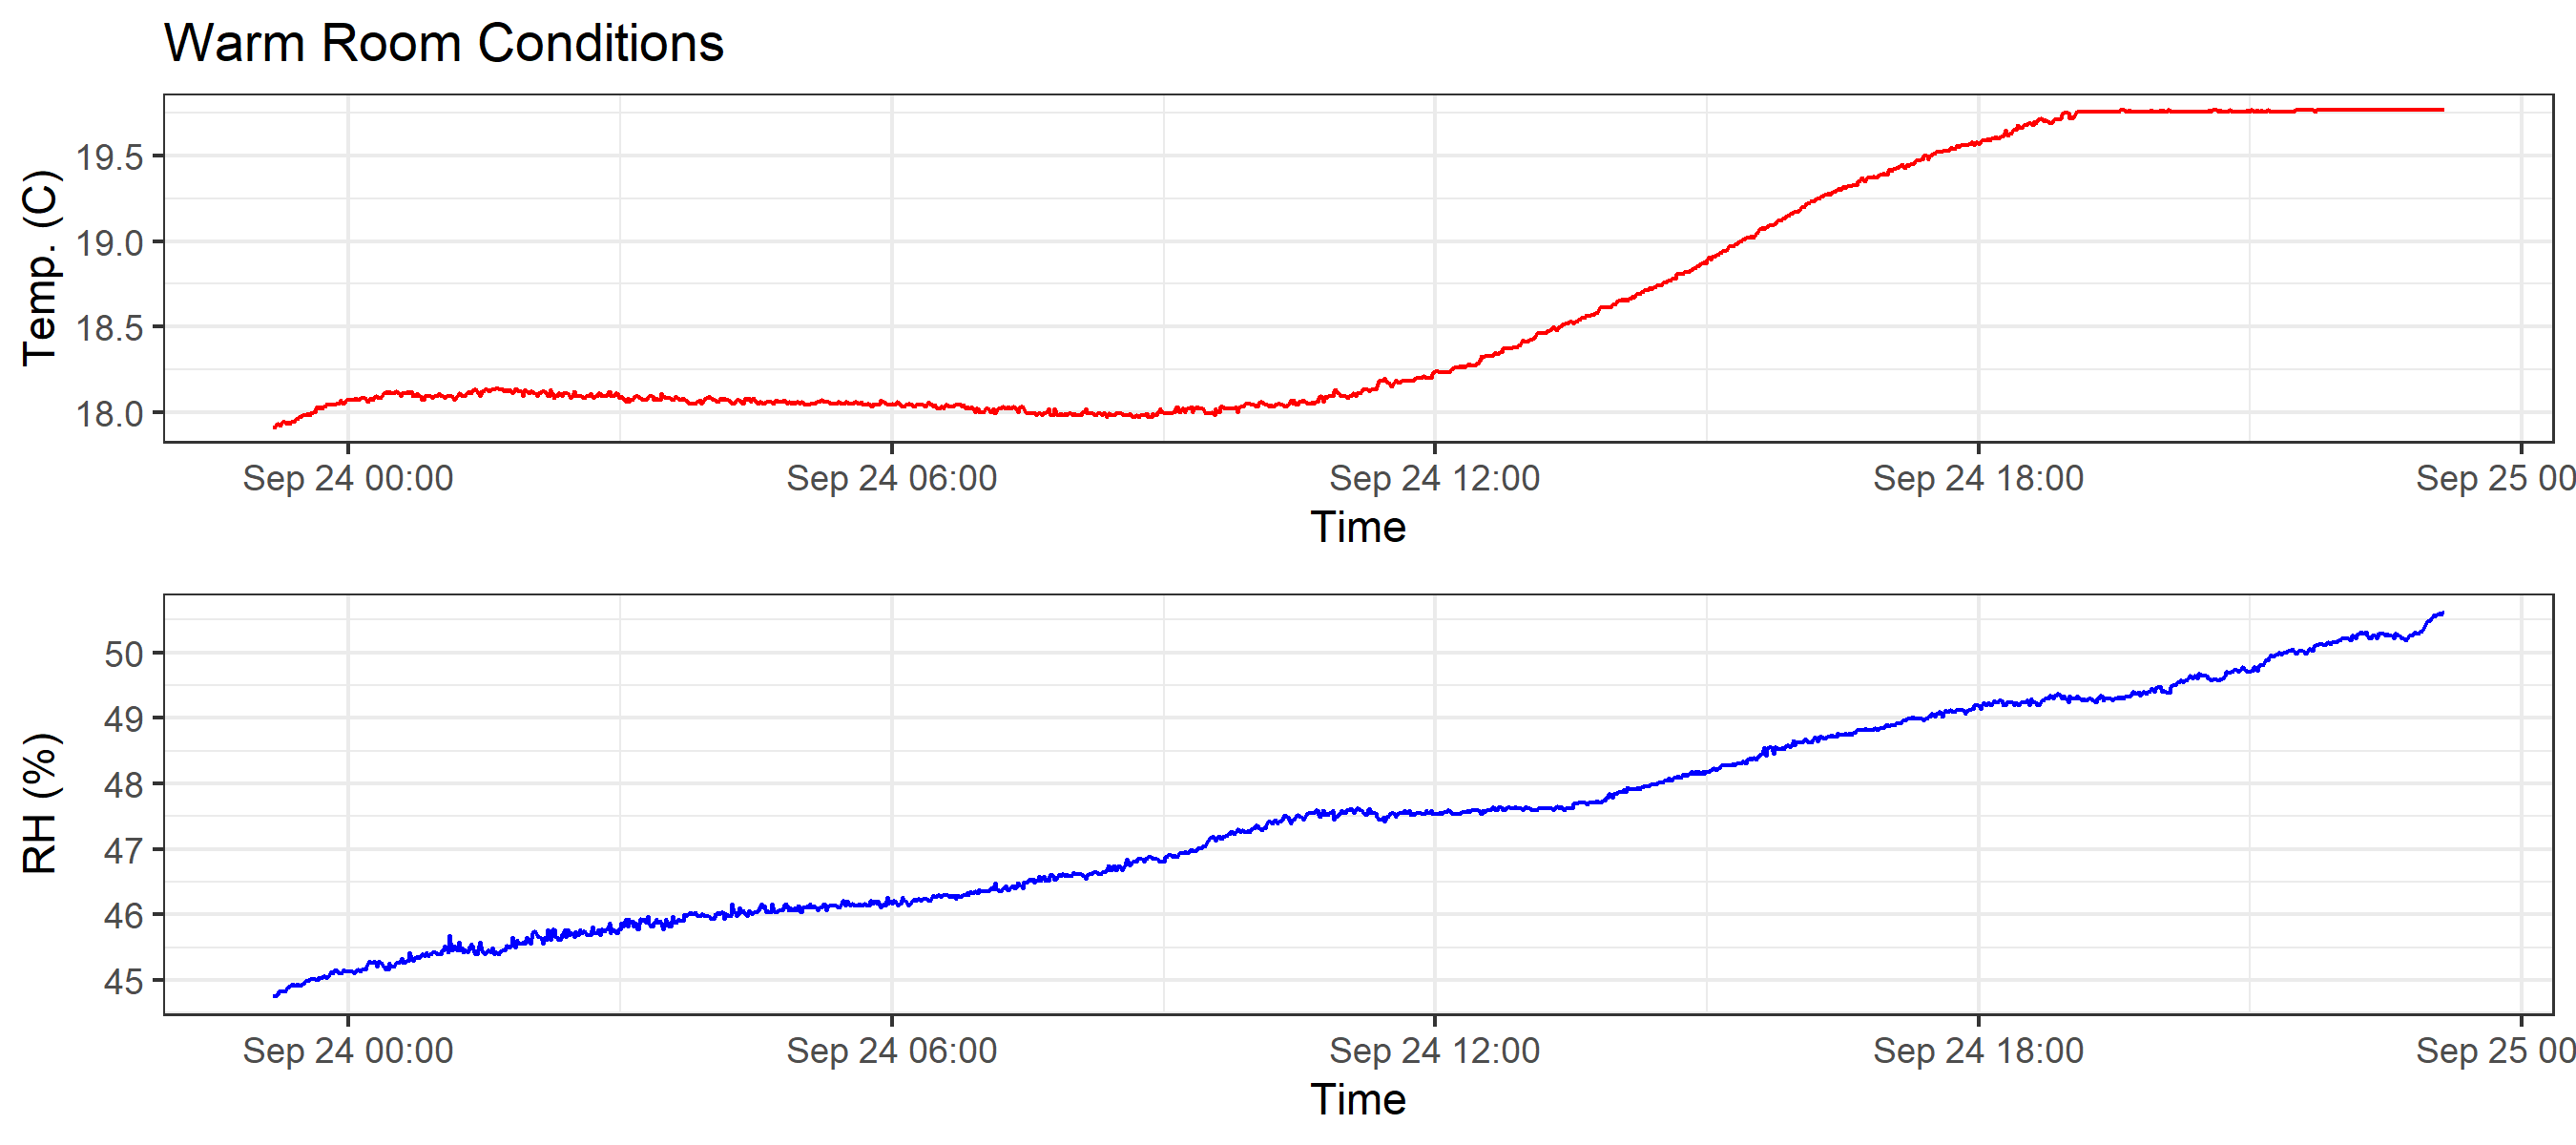 Warm Room Conditions
Temp. (C)
19.5
19.0
18.5
18.0
Sep 24 00:00 Sep 24 06:00 Sep 24 12:00 Sep 24 18:00 Sep 25 00
Time
RH (%)
50
49
48
47
46
45
Sep 24 00:00 Sep 24 06:00 Sep 24 12:00 Sep 24 18:00 Sep 25 00
Time